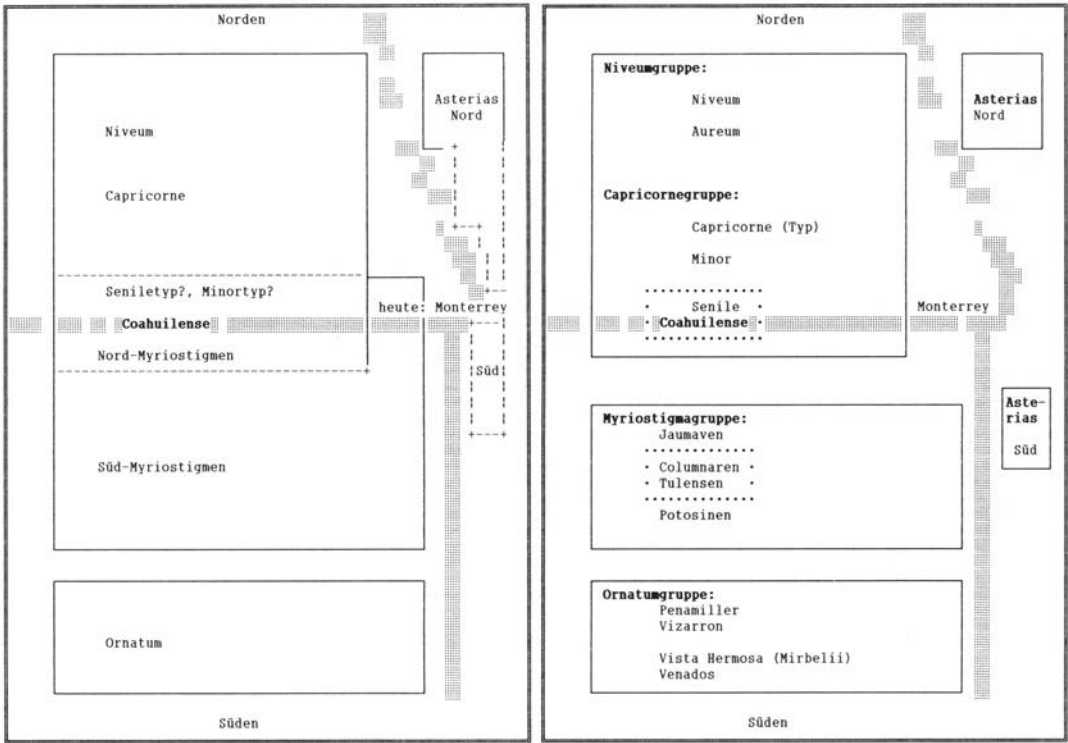 Norden
Asterias
Nord
Niveum
Capricorne
Seniletyp?, Minortyp?
heute: Monterrey
Coahuilense
Nord-Myriostigmen
Süd
Süd-Myriostigmen
Ornatum
Süden
Norden
Niveumgruppe:
Niveum
Aureum
Asterias
Nord
Capricornegruppe:
Capricorne (Typ)
Minor
Senile
Monterrey
Coahuilense
Myriostigmagruppe:
Jaumaven
Columnaren
Tulensen
Potosinen
Aste-
rias
Süd
Ornatumgruppe:
Penamiller
Vizarron
Vista Hermosa (Mirbelii)
Venados
Süden